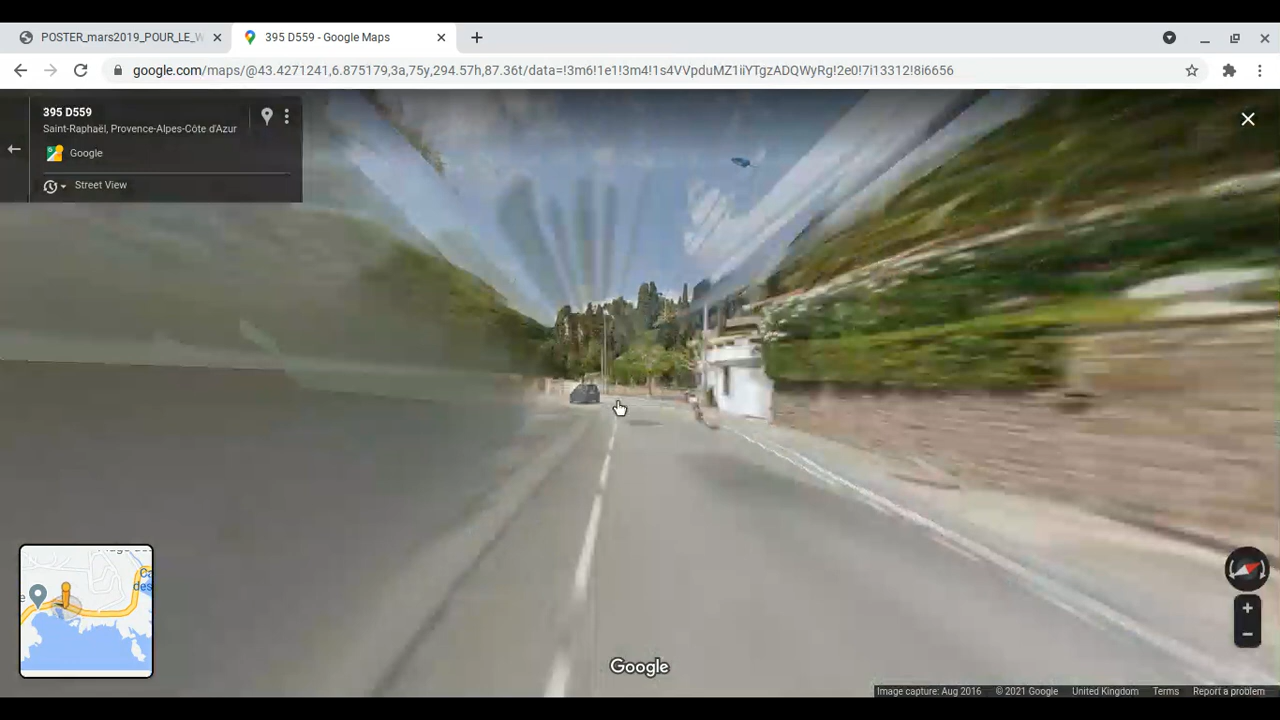 POSTER_mars2019_POUR_LE_W
395 D559 - Google Maps
google.com/maps/@43.4271241,6.875179,3a,75y,294.57h,87.36t/data=!3m6!1e1!3m4!1s4VVpduMZ1iiYTgzADQWyRg!2e0!7i13312!8i6656
395 D559
Saint-Raphaël, Provence-Alpes-Côte d'Azur
Google
Street View
Ca
des
e
Google
Image capture: Aug 2016 © 2021 Google United Kingdom Terms Report a problem